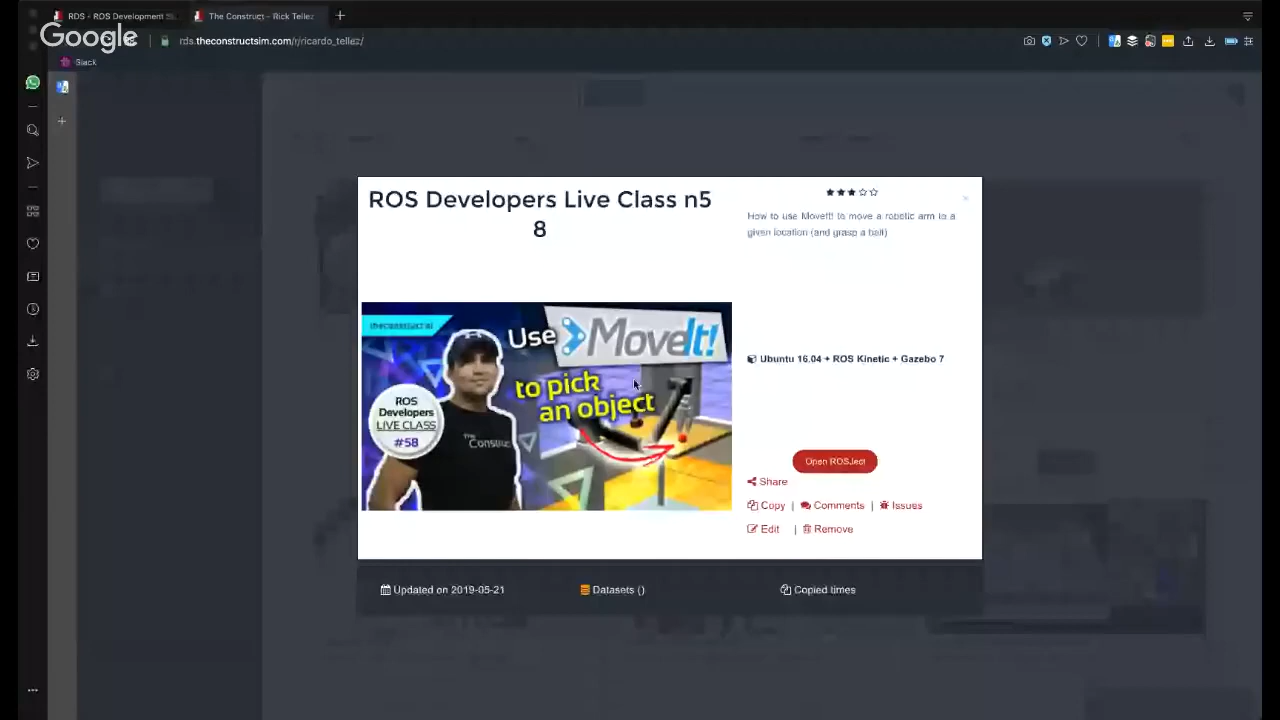 RDS - ROS Development
The Construct - Rick Tellez
Google
rds.theconstructsim.com/r/ricardo_tellez/
Slack
ROS Developers Live Class n5
8
How to use MoveIt! to move a robotic arm to a
given location (and grasp a ball)
theconstruct.ai
Use MoveIt!
to pick
an object
ROS
Developers
LIVE CLASS
#58
The
Construct
Ubuntu 16.04 + ROS Kinetic + Gazebo 7
Open ROSJect
Share
Copy | Comments | Issues
Edit | Remove
Updated on 2019-05-21
Datasets ()
Copied times